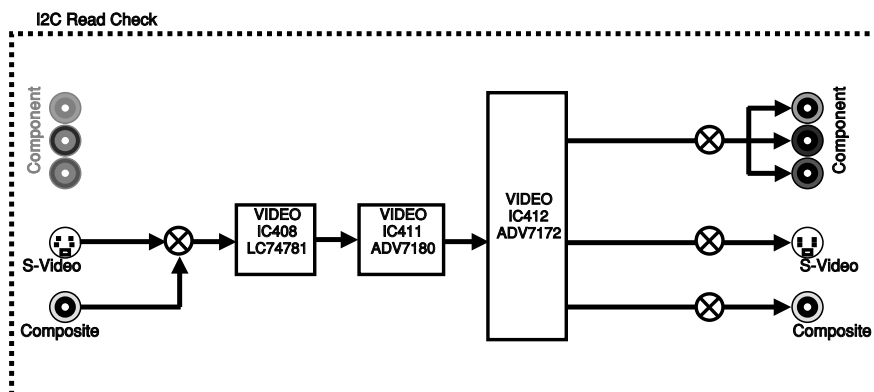 I2C Read Check
Component
Component
VIDEO
IC412
ADV7172
VIDEO
IC408
LC74781
VIDEO
IC411
ADV7180
S-Video
S-Video
Composite
Composite